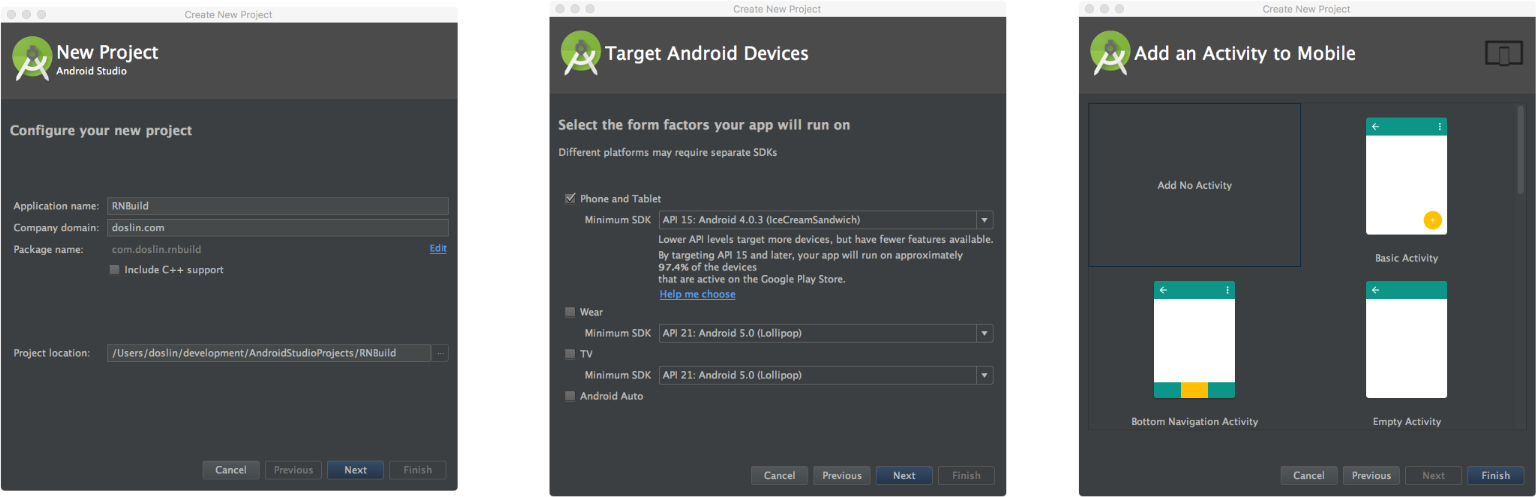 Create New Project
New Project
Android Studio
Configure your new project
Application name: RNBuild
Company domain: doslin.com
Package name: com.doslin.rnbuild Edit
Include C++ support
Project location: /Users/doslin/development/AndroidStudioProjects/RNBuild ...
Cancel Previous Next Finish
Create New Project
Target Android Devices
Select the form factors your app will run on
Different platforms may require separate SDKs
Phone and Tablet
Minimum SDK API 15: Android 4.0.3 (IceCreamSandwich)
Lower API levels target more devices, but have fewer features available.
By targeting API 15 and later, your app will run on approximately
97.4% of the devices
that are active on the Google Play Store.
Help me choose
Wear
Minimum SDK API 21: Android 5.0 (Lollipop)
TV
Minimum SDK API 21: Android 5.0 (Lollipop)
Android Auto
Cancel Previous Next Finish
Create New Project
Add an Activity to Mobile
Add No Activity
Basic Activity
Bottom Navigation Activity
Empty Activity
Cancel Previous Next Finish